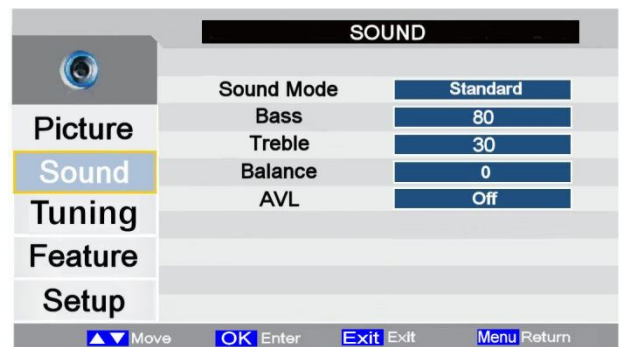 SOUND
Picture
Sound
Tuning
Feature
Setup
Sound Mode Standard
Bass 80
Treble 30
Balance 0
AVL Off
▲▼ Move OK Enter Exit Exit Menu Return